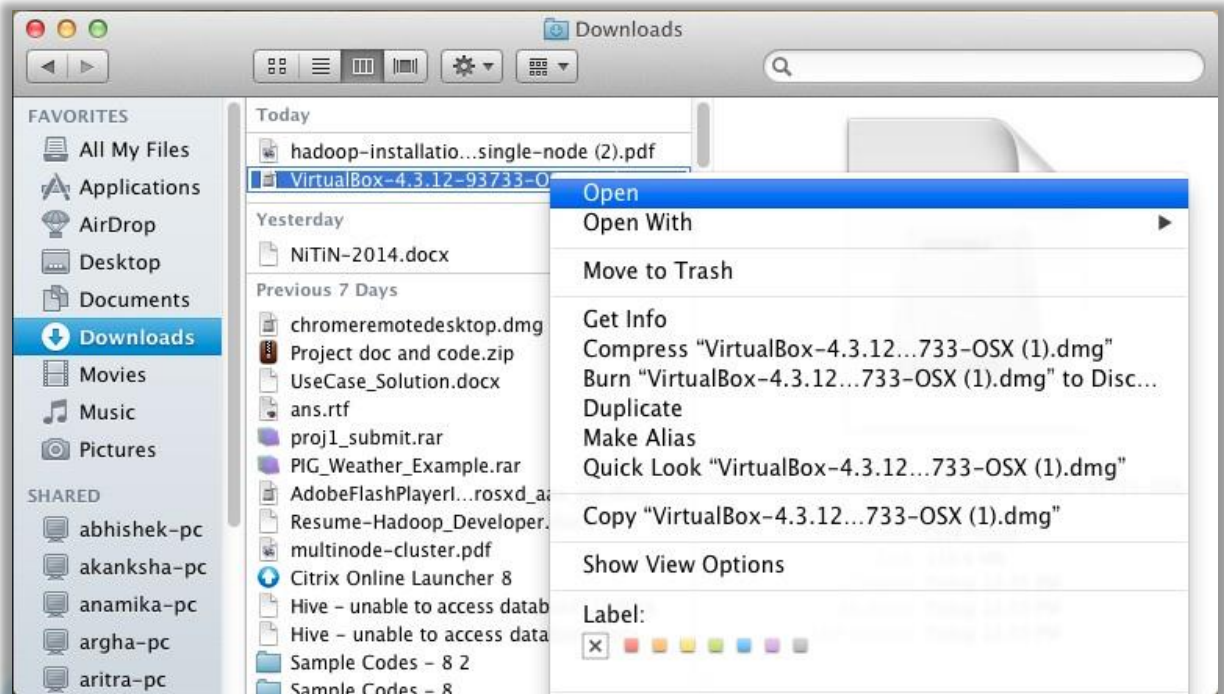 Downloads
FAVORITES
All My Files
Applications
AirDrop
Desktop
Documents
Downloads
Movies
Music
Pictures
SHARED
abhishek-pc
akanksha-pc
anamika-pc
argha-pc
aritra-pc
Today
hadoop-installatio...single-node (2).pdf
VirtualBox-4.3.12-93733-O
Yesterday
NiTiN-2014.docx
Previous 7 Days
chromeremotedesktop.dmg
Project doc and code.zip
UseCase_Solution.docx
ans.rtf
proj1_submit.rar
PIG_Weather_Example.rar
AdobeFlashPlayerI...rosxd_aa
Resume-Hadoop_Developer.
multinode-cluster.pdf
Citrix Online Launcher 8
Hive – unable to access datab
Hive – unable to access data
Sample Codes – 8 2
Sample Codes – 8
Open
Open With
Move to Trash
Get Info
Compress “VirtualBox-4.3.12...733-OSX (1).dmg”
Burn “VirtualBox-4.3.12...733-OSX (1).dmg” to Disc...
Duplicate
Make Alias
Quick Look “VirtualBox-4.3.12...733-OSX (1).dmg”
Copy “VirtualBox-4.3.12...733-OSX (1).dmg”
Show View Options
Label: